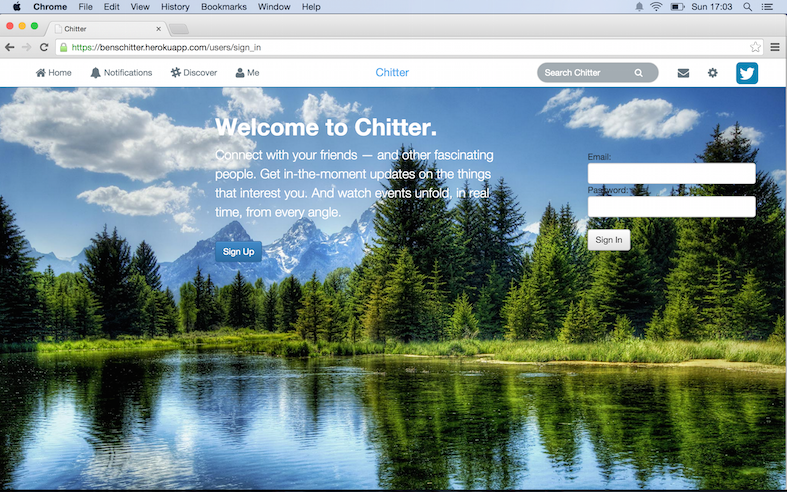 Chrome File Edit View History Bookmarks Window Help Sun 17:03
Chitter
https://benschitter.herokuapp.com/users/sign_in
Home Notifications Discover Me Chitter Search Chitter
Welcome to Chitter.
Connect with your friends — and other fascinating
people. Get in-the-moment updates on the things
that interest you. And watch events unfold, in real
time, from every angle.
Sign Up
Email:
Password:
Sign In